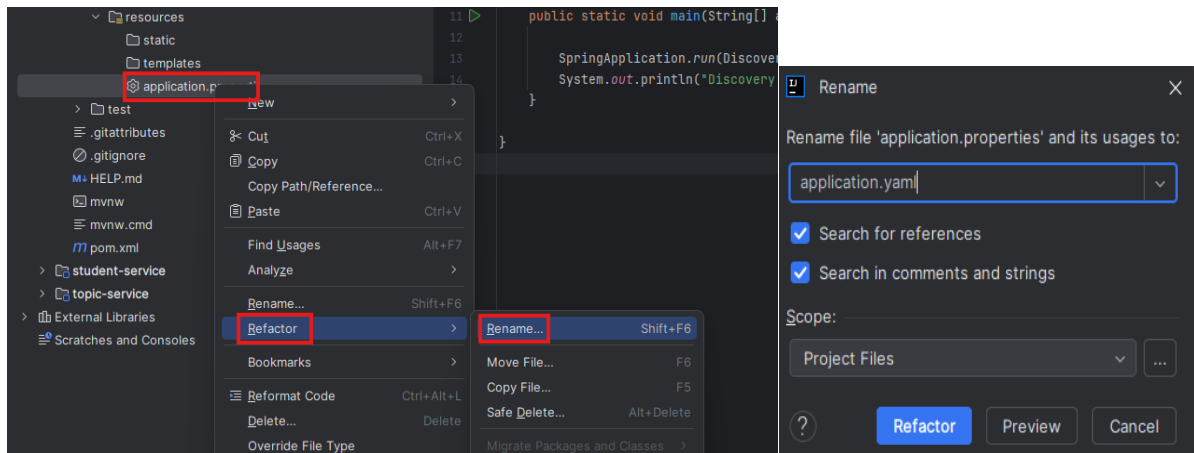 resources
static
templates
application.p
test
.gitattributes
.gitignore
M↓ HELP.md
mvnw
mvnw.cmd
m pom.xml
student-service
topic-service
External Libraries
Scratches and Consoles
11 public static void main(String[] a
12
13 SpringApplication.run(Discover
14 System.out.println("Discovery
}
}
New
Cut Ctrl+X
Copy Ctrl+C
Copy Path/Reference...
Paste Ctrl+V
Find Usages Alt+F7
Analyze
Rename... Shift+F6
Refactor
Bookmarks
Reformat Code Ctrl+Alt+L
Delete... Delete
Override File Type
Rename... Shift+F6
Move File... F6
Copy File... F5
Safe Delete... Alt+Delete
Migrate Packages and Classes
IJ Rename
Rename file 'application.properties' and its usages to:
application.yaml
Search for references
Search in comments and strings
Scope:
Project Files ...
? Refactor Preview Cancel